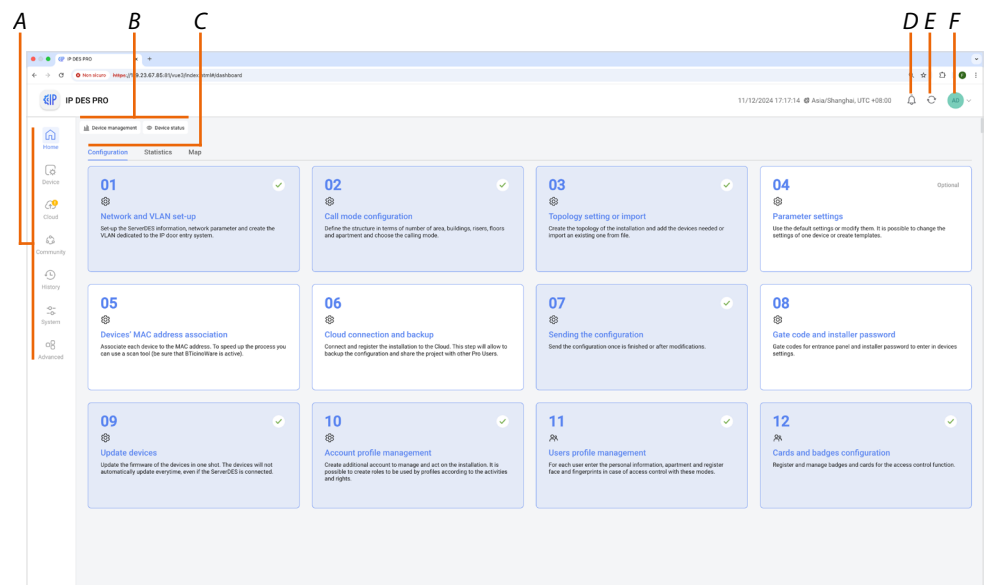 A B C D E F
IP DES PRO
Not secure https://1 9.23.67.85:81/vue3/index.html#/dashboard
IP DES PRO
11/12/2024 17:17:14 Asia/Shanghai, UTC +08:00
AD
Device management Device status
Configuration Statistics Map
Home
Device
Cloud
Community
History
System
Advanced
01
Network and VLAN set-up
Set-up the ServerDES information, network parameter and create the
VLAN dedicated to the IP door entry system.
02
Call mode configuration
Define the structure in terms of number of area, buildings, risers, floors
and apartment and choose the calling mode.
03
Topology setting or import
Create the topology of the installation and add the devices needed or
import an existing one from file.
04
Optional
Parameter settings
Use the default settings or modify them. It is possible to change the
settings of one device or create templates.
05
Devices' MAC address association
Associate each device to the MAC address. To speed up the process you
can use a scan tool (be sure that BTicinoWare is active).
06
Cloud connection and backup
Connect and register the installation to the Cloud. This step will allow to
backup the configuration and share the project with other Pro Users.
07
Sending the configuration
Send the configuration once is finished or after modifications.
08
Gate code and installer password
Gate codes for entrance panel and installer password to enter in devices
settings.
09
Update devices
Update the firmware of the devices in one shot. The devices will not
automatically update everytime, even if the ServerDES is connected.
10
Account profile management
Create additional account to manage and act on the installation. It is
possible to create roles to be used by profiles according to the activities
and rights.
11
Users profile management
For each user enter the personal information, apartment and register
face and fingerprints in case of access control with these modes.
12
Cards and badges configuration
Register and manage badges and cards for the access control function.